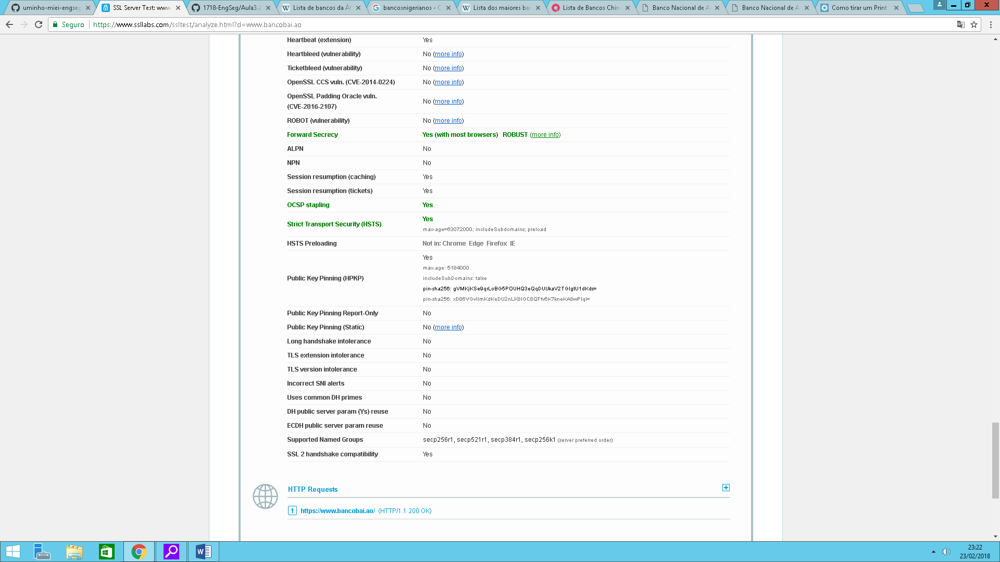 uminho-miei-engseg
SSL Server Test: www
1718-EngSeg/Aula3.2
Lista de bancos da Áf
bancosnigerianos - C
Lista dos maiores ban
Lista de Bancos Chin
Banco Nacional de A
Banco Nacional de A
Como tirar um Print
Seguro
https://www.ssllabs.com/ssltest/analyze.html?d=www.bancobai.ao
Heartbeat (extension) Yes
Heartbleed (vulnerability) No (more info)
Ticketbleed (vulnerability) No (more info)
OpenSSL CCS vuln. (CVE-2014-0224) No (more info)
OpenSSL Padding Oracle vuln.
(CVE-2016-2107) No (more info)
ROBOT (vulnerability) No (more info)
Forward Secrecy Yes (with most browsers) ROBUST (more info)
ALPN No
NPN No
Session resumption (caching) Yes
Session resumption (tickets) Yes
OCSP stapling Yes
Strict Transport Security (HSTS) Yes
max-age=63072000; includeSubdomains; preload
HSTS Preloading Not in: Chrome Edge Firefox IE
Public Key Pinning (HPKP) Yes
max-age: 5184000
includeSubDomains: false
pin-sha256:
pin-sha256:
Public Key Pinning Report-Only No
Public Key Pinning (Static) No (more info)
Long handshake intolerance No
TLS extension intolerance No
TLS version intolerance No
Incorrect SNI alerts No
Uses common DH primes No
DH public server param (Ys) reuse No
ECDH public server param reuse No
Supported Named Groups secp256r1, secp521r1, secp384r1, secp256k1 (server preferred order)
SSL 2 handshake compatibility Yes
HTTP Requests
1 https://www.bancobai.ao/ (HTTP/1.1 200 OK)
23:22
23/02/2018